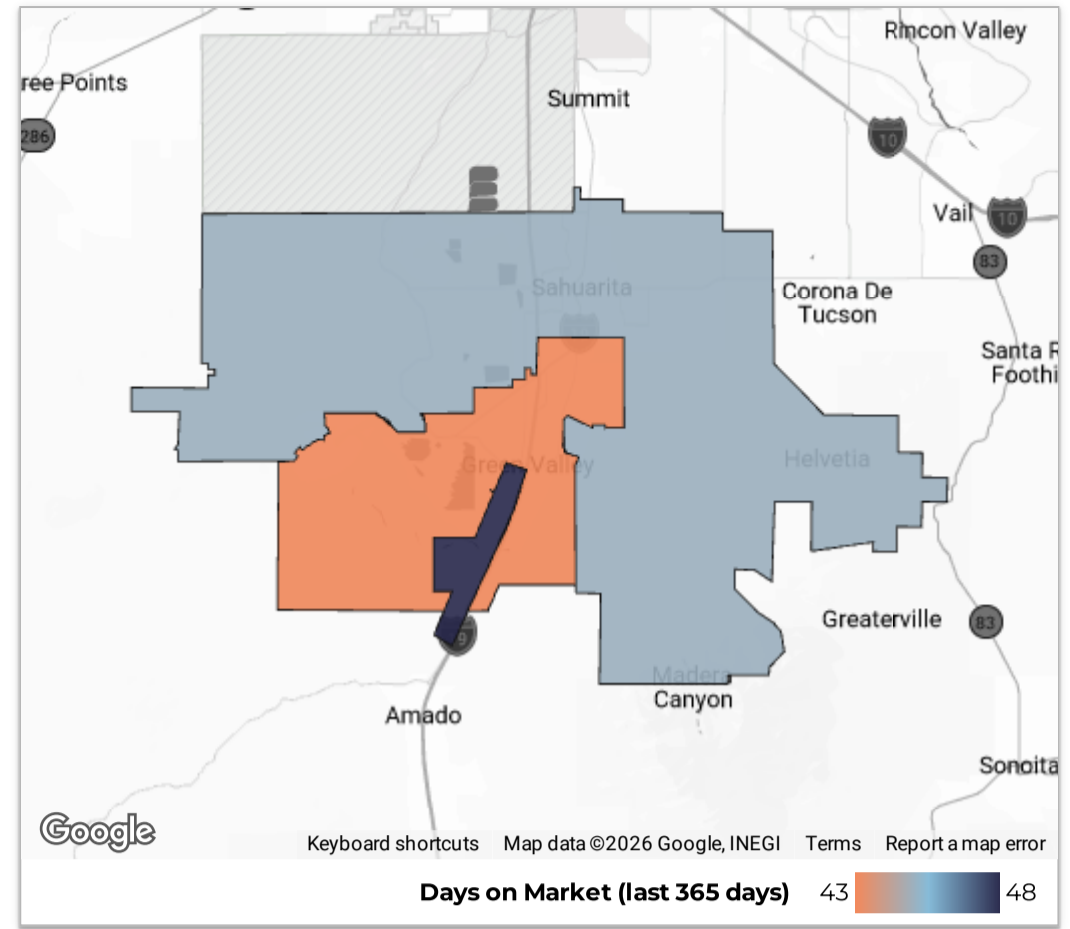 Rincon Valley
ree Points
Summit
286
10
Vail
10
83
Sahuarita
Corona De
Tucson
Santa R
Foothi
Green Valley
Helvetia
Greaterville
83
9
Madera
Canyon
Amado
Sonoita
Google
Keyboard shortcuts
Map data ©2026 Google, INEGI
Terms
Report a map error
Days on Market (last 365 days)
43
48